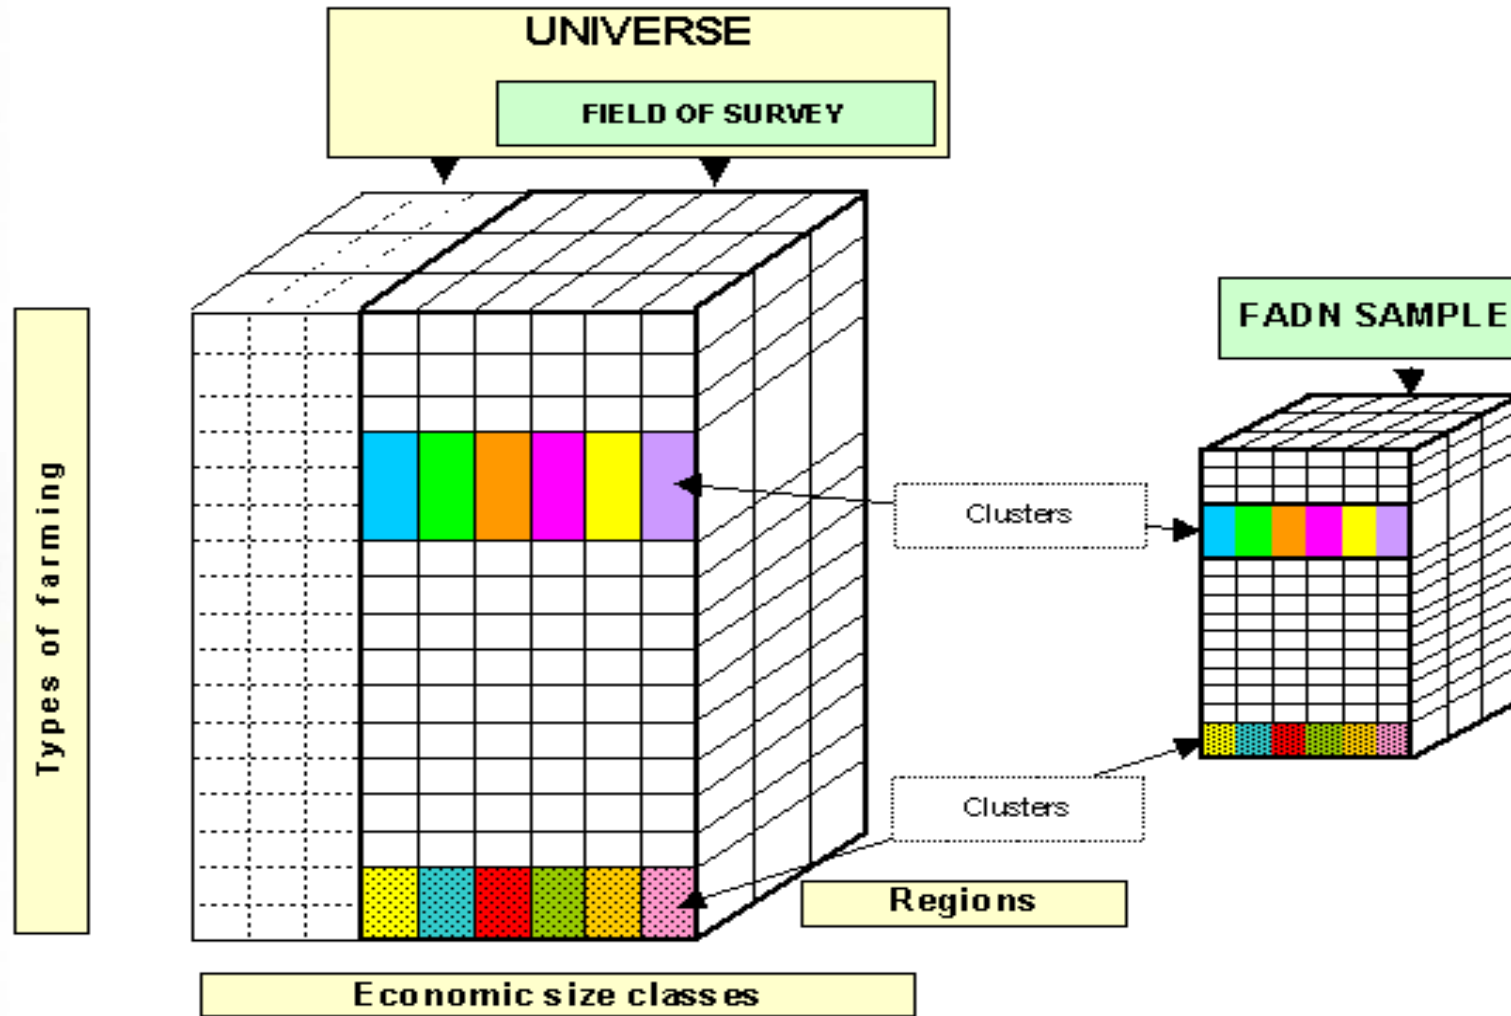 UNIVERSE
FIELD OF SURVEY
FADN SAMPLE
Types of farming
Clusters
Clusters
Regions
Economic size classes